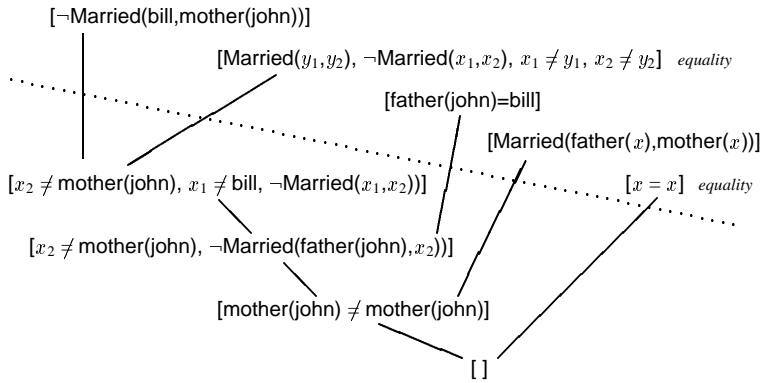 [¬Married(bill,mother(john))]
[Married(y₁,y₂), ¬Married(x₁,x₂), x₁ ≠ y₁, x₂ ≠ y₂] equality
[father(john)=bill]
[Married(father(x),mother(x))]
[x₂ ≠ mother(john), x₁ ≠ bill, ¬Married(x₁,x₂))]
[x = x] equality
[x₂ ≠ mother(john), ¬Married(father(john),x₂))]
[mother(john) ≠ mother(john)]
[ ]